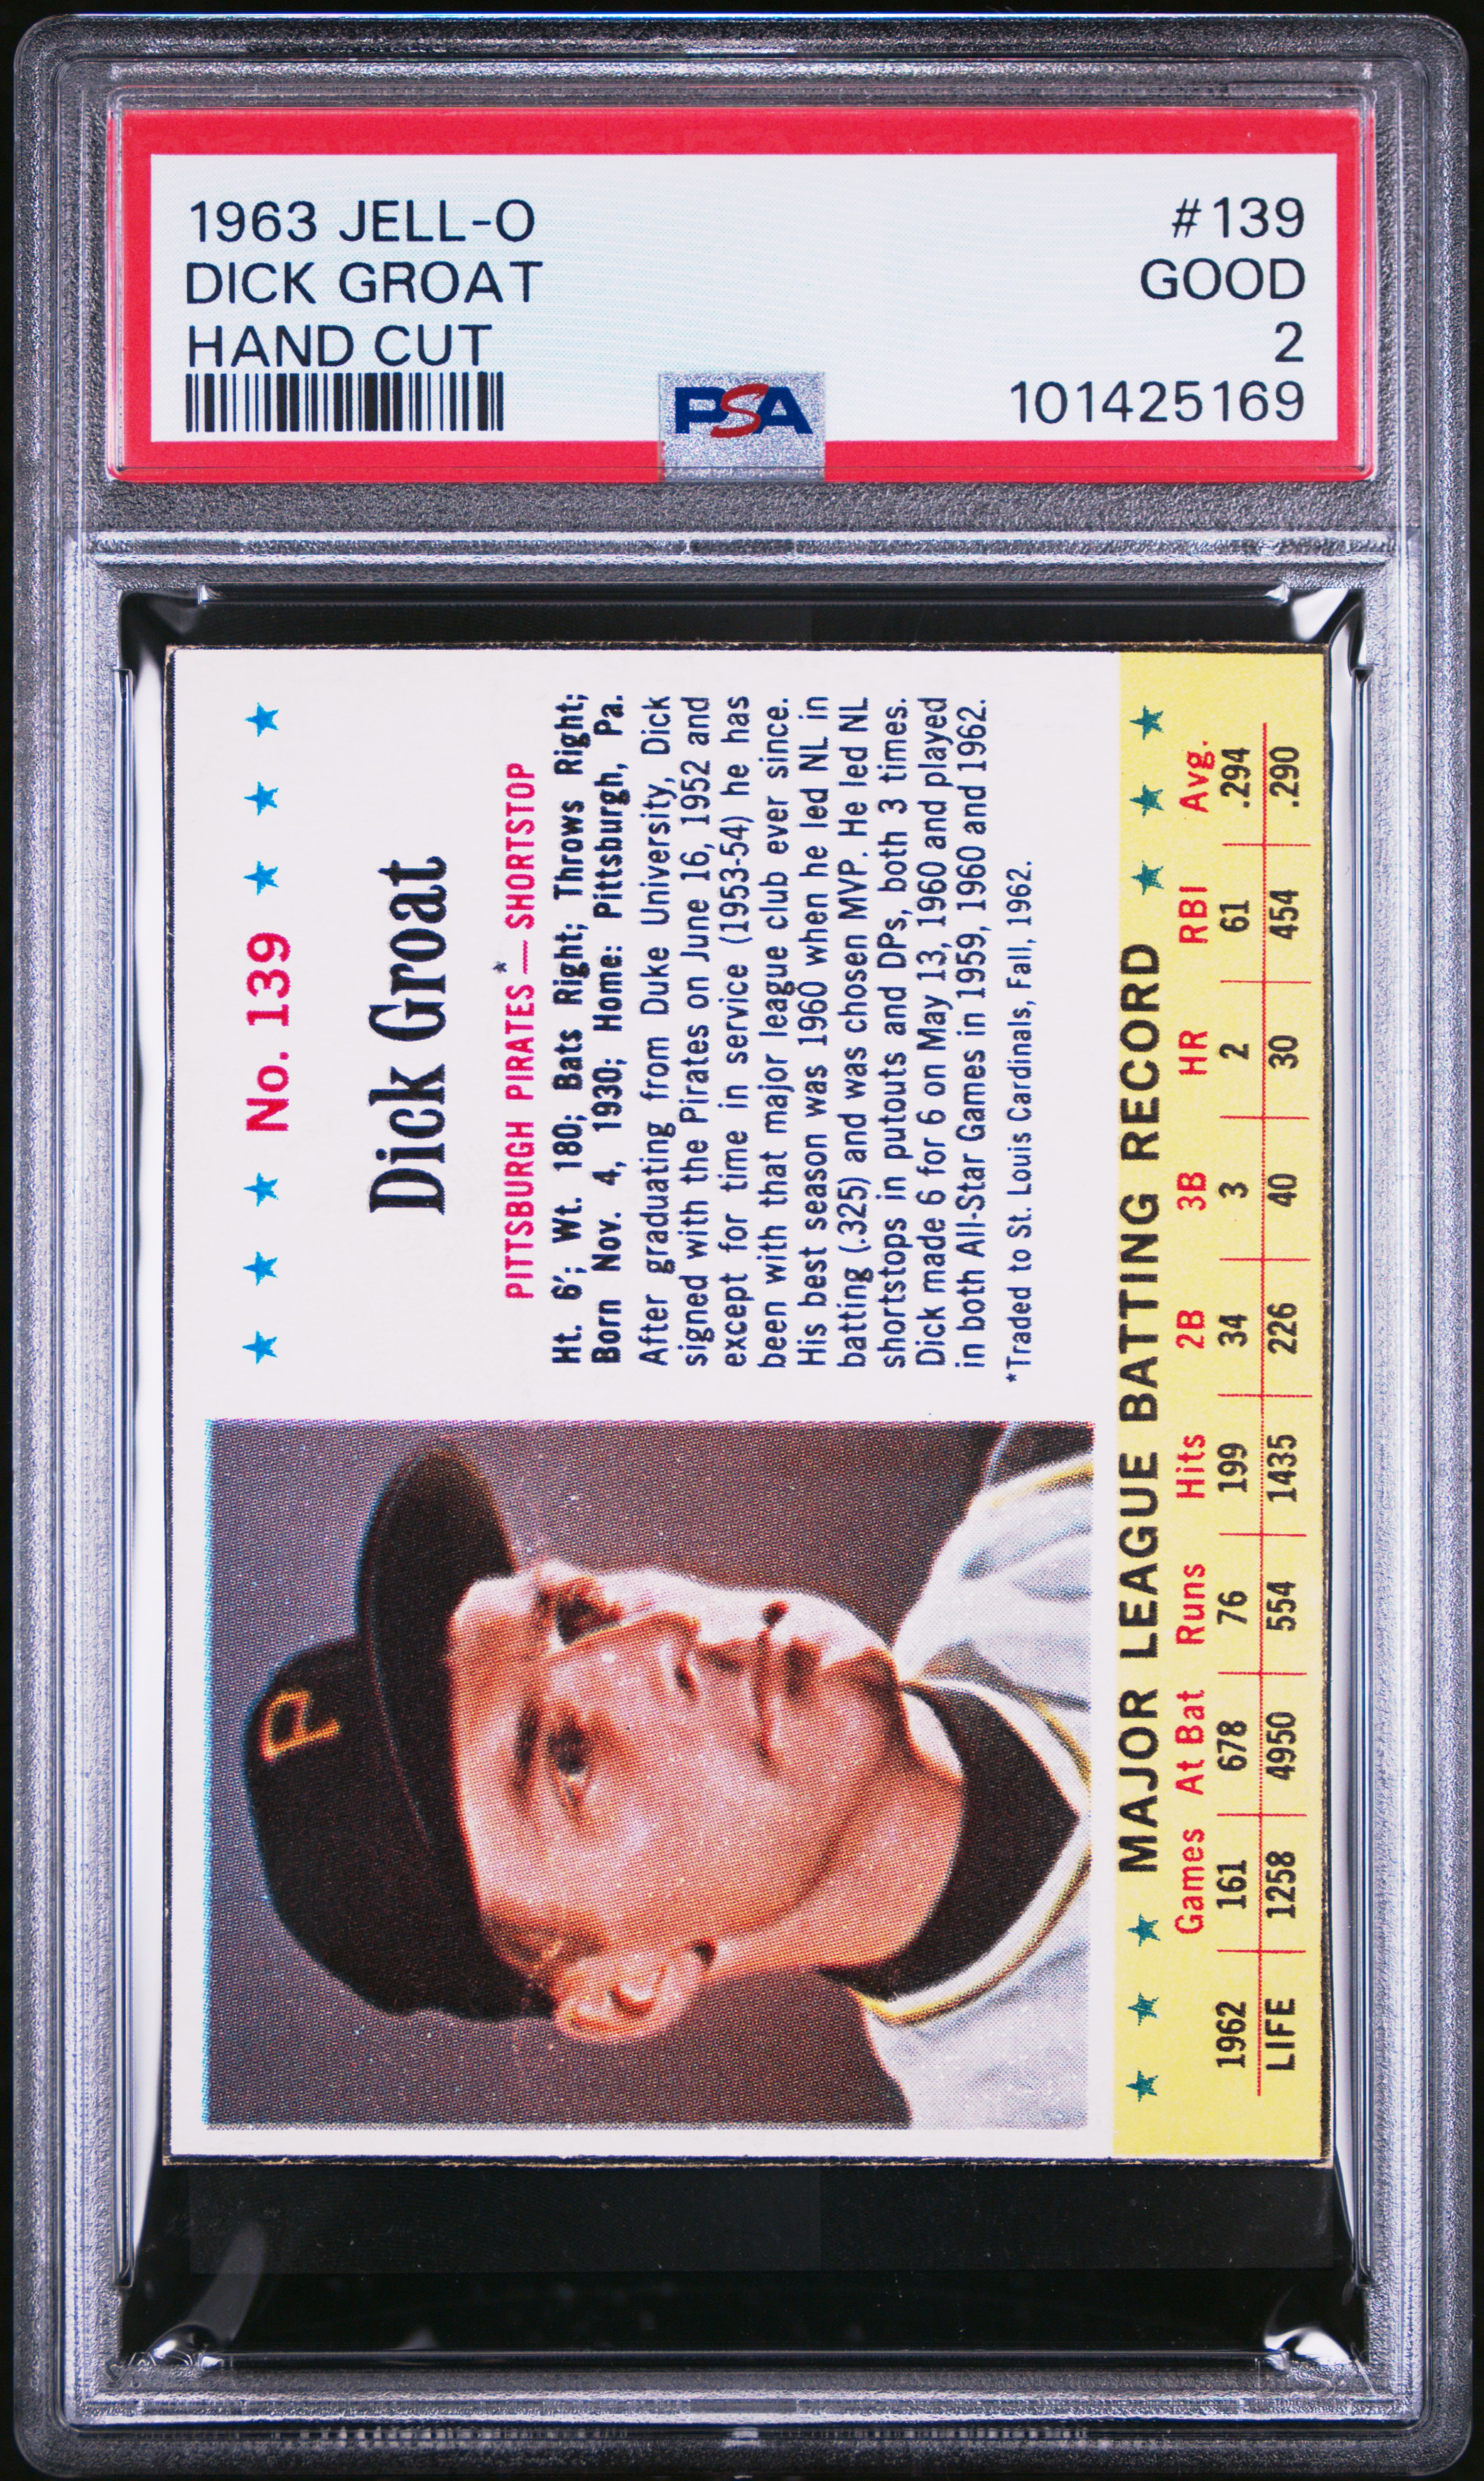 1963 JELL-O
DICK GROAT
HAND CUT
#139
GOOD
2
101425169
PSA
No. 139
Dick Groat
PITTSBURGH PIRATES*— SHORTSTOP
Ht. 6'; Wt. 180; Bats Right; Throws Right;
Born Nov. 4, 1930; Home: Pittsburgh, Pa.
After graduating from Duke University, Dick
signed with the Pirates on June 16, 1952 and
except for time in service (1953-54) he has
been with that major league club ever since.
His best season was 1960 when he led NL in
batting (.325) and was chosen MVP. He led NL
shortstops in putouts and DPs, both 3 times.
Dick made 6 for 6 on May 13, 1960 and played
in both All-Star Games in 1959, 1960 and 1962.
*Traded to St. Louis Cardinals, Fall, 1962.
P
MAJOR LEAGUE BATTING RECORD
Games At Bat Runs Hits 2B 3B HR RBI Avg.
1962 161 678 76 199 34 3 2 61 .294
LIFE 1258 4950 554 1435 226 40 30 454 .290